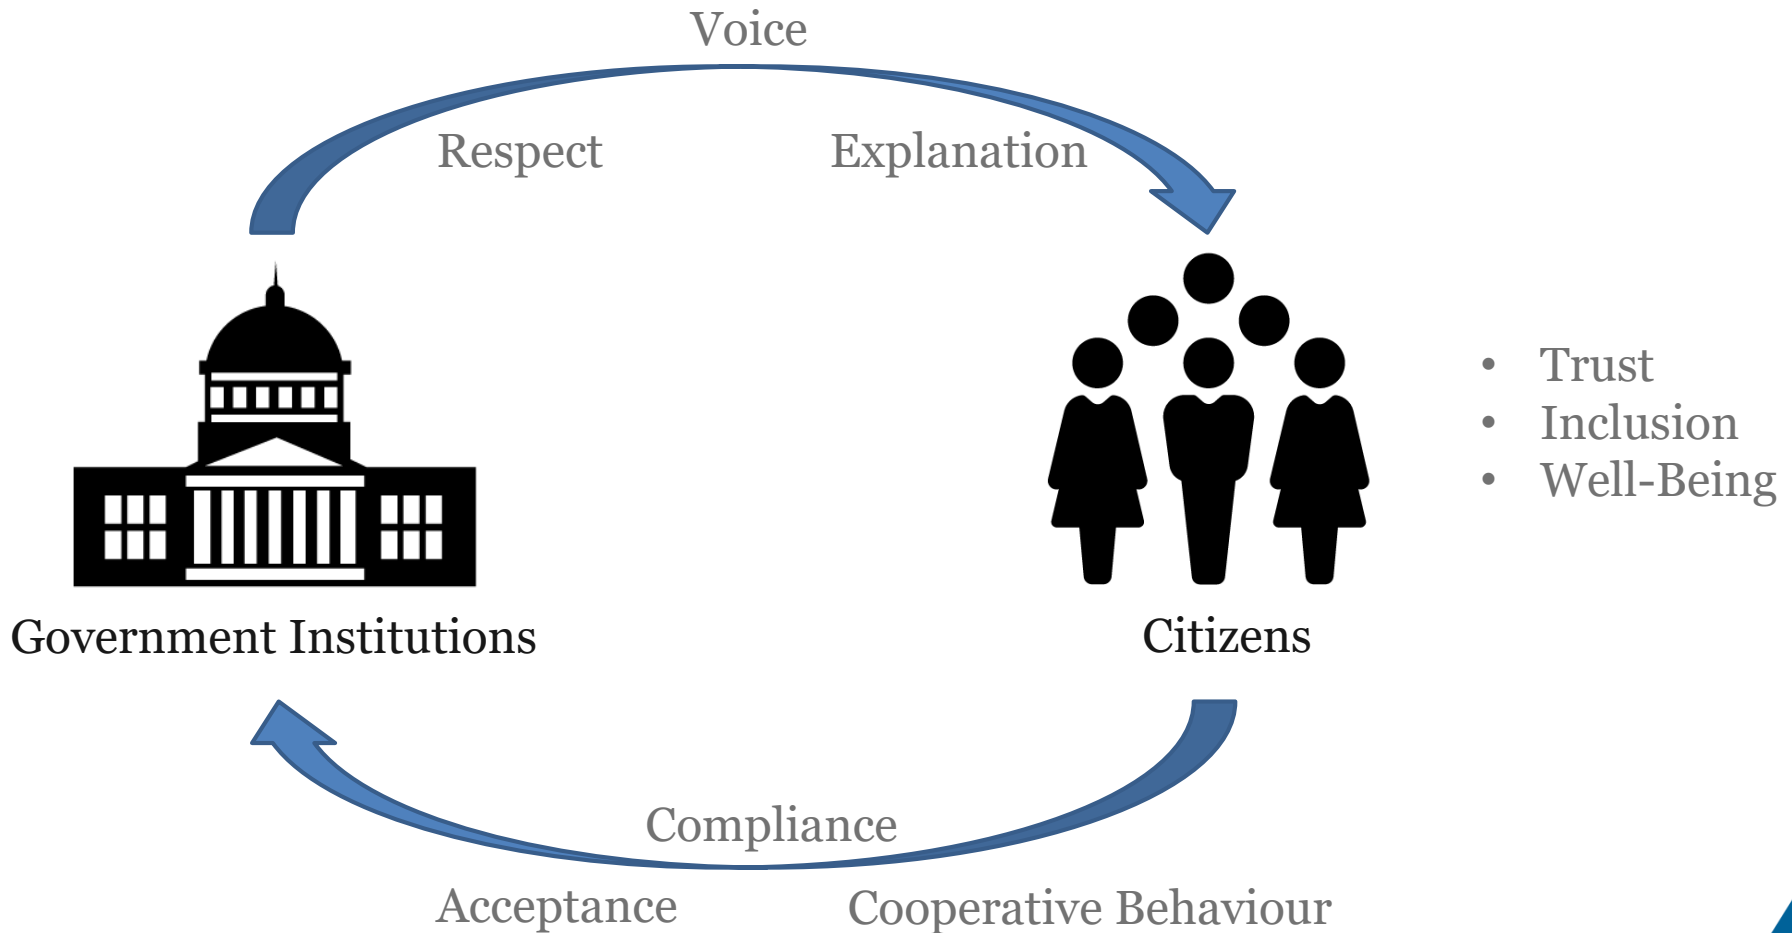 Voice
Respect
Explanation
• Trust
• Inclusion
• Well-Being
Government Institutions
Citizens
Compliance
Acceptance
Cooperative Behaviour